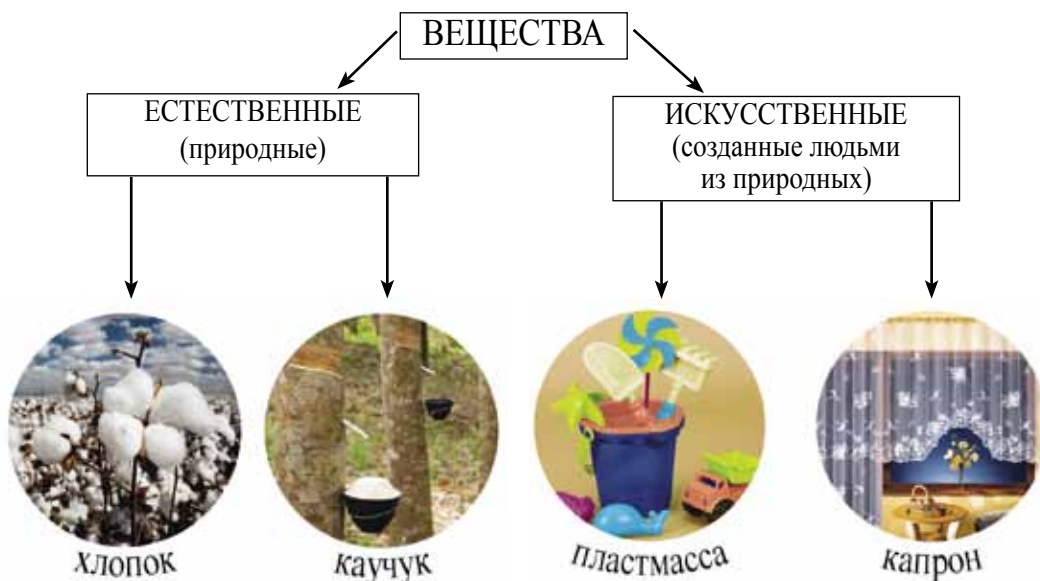 ВЕЩЕСТВА
ЕСТЕСТВЕННЫЕ
(природные)
ИСКУССТВЕННЫЕ
(созданные людьми
из природных)
хлопок
каучук
пластмасса
капрон